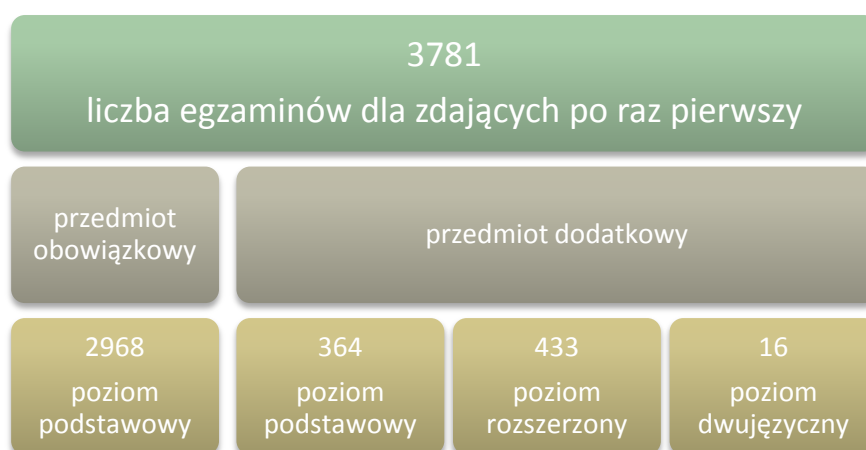 3781
liczba egzaminów dla zdających po raz pierwszy
przedmiot
obowiązkowy
przedmiot dodatkowy
2968
poziom
podstawowy
364
poziom
podstawowy
433
poziom
rozszerzony
16
poziom
dwujęzyczny